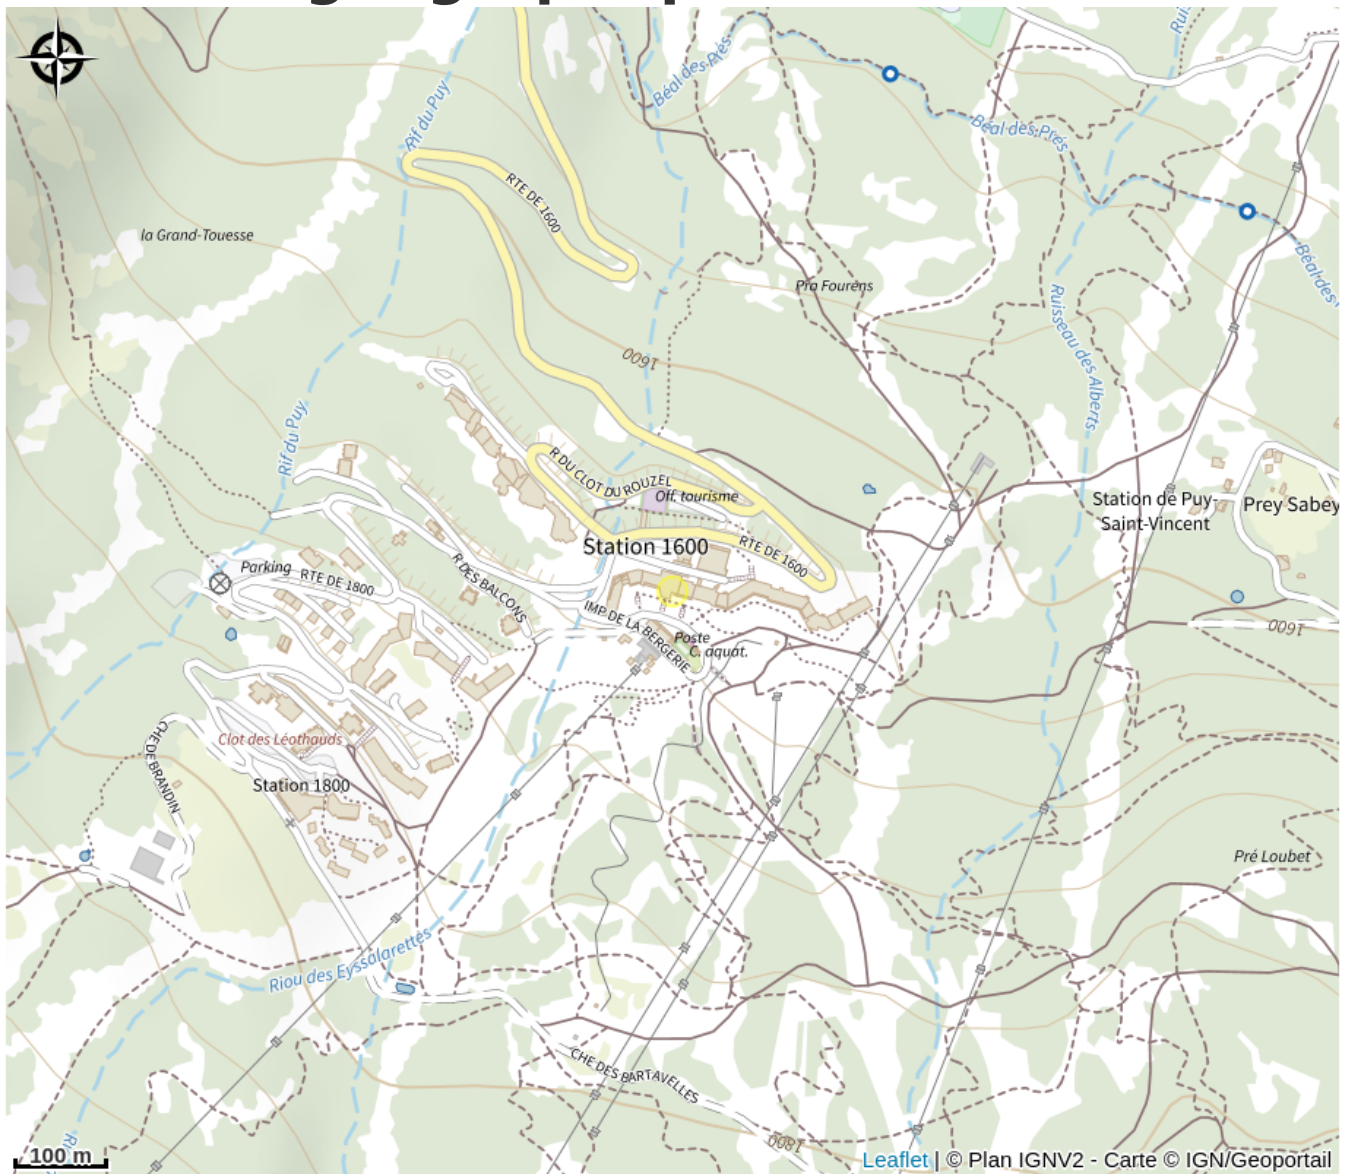 Rif du Puy
Béal des Prés
Béal des Prés
RTE DE 1600
la Grand-Touesse
Pra Fourens
Béal des
Ruisseau des Alberts
1600
Rif du Puy
R DU CLOT DU ROUZEL
Off. tourisme
Station de Puy-
Saint-Vincent
Prey Sabey
Station 1600
RTE DE 1600
Parking
RTE DE 1800
R DES BALCONS
IMP DE LA BERGERIE
Poste
C. aquat.
1600
Clot des Léothauds
CHE DE BRANDIN
Station 1800
Pré Loubet
Riou des Eyssalarettes
CHE DES BARTAVELLES
1800
100 m
Leaflet | © Plan IGNV2 - Carte © IGN/Geoportail